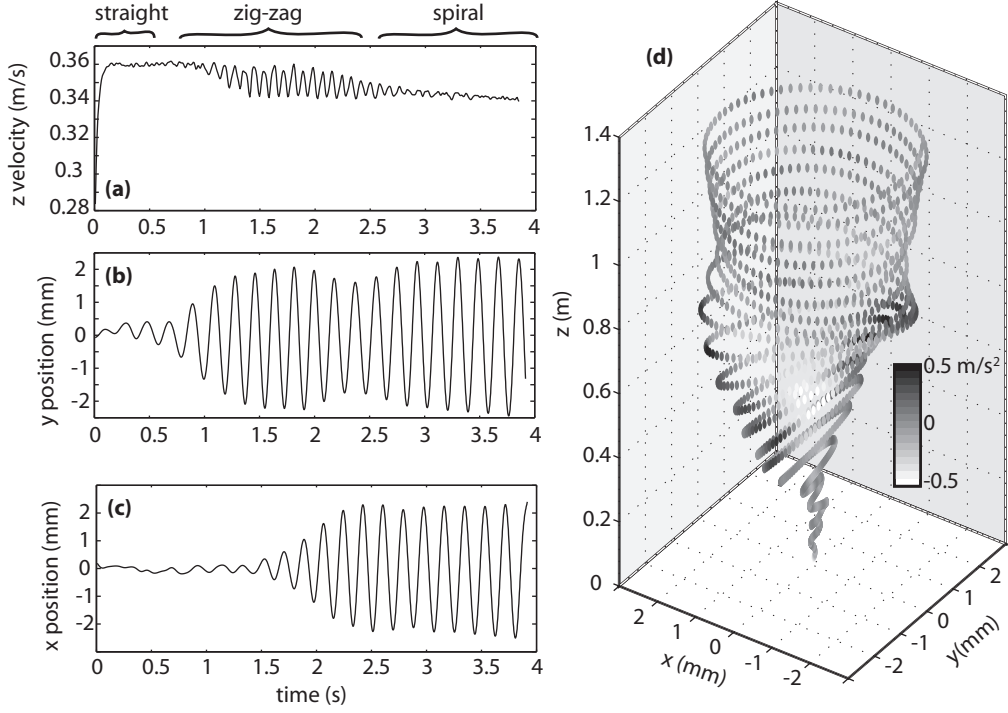 straight zig-zag spiral
z velocity (m/s)
0.36
0.34
0.32
0.3
0.28
(a)
0 0.5 1 1.5 2 2.5 3 3.5 4
y position (mm)
2
1
0
-1
-2
(b)
0 0.5 1 1.5 2 2.5 3 3.5 4
x position (mm)
2
1
0
-1
-2
(c)
0 0.5 1 1.5 2 2.5 3 3.5 4
time (s)
(d)
z (m)
1.4
1.2
1
0.8
0.6
0.4
0.2
0
0.5 m/s²
0
-0.5
2
1
0
-1
-2
x (mm)
-2
-1
0
1
2
y(mm)